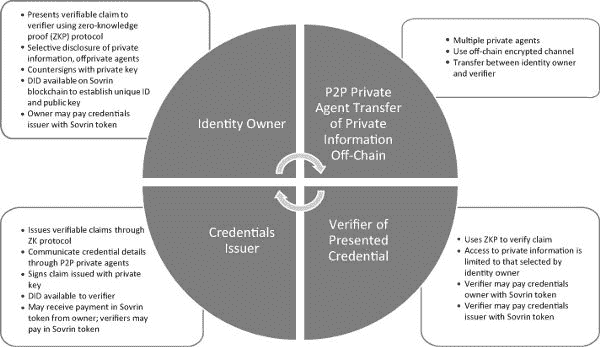 • Presents verifiable claim to
verifier using zero-knowledge
proof (ZKP) protocol
• Selective disclosure of private
information, offprivate agents
• Countersigns with private key
• DID available on Sovrin
blockchain to establish unique ID
and public key
• Owner may pay credentials
issuer with Sovrin token
Identity Owner
P2P Private
Agent Transfer
of Private
Information
Off-Chain
• Multiple private agents
• Use off-chain encrypted channel
• Transfer between identity owner
and verifier
• Issues verifiable claims through
ZK protocol
• Communicate credential details
through P2P private agents
• Signs claim issued with private
key
• DID available to verifier
• May receive payment in Sovrin
token from owner; verifiers may
pay in Sovrin token
Credentials
Issuer
Verifier of
Presented
Credential
• Uses ZKP to verify claim
• Access to private information is
limited to that selected by
identity owner
• Verifier may pay credentials
owner with Sovrin token
• Verifier may pay credentials
issuer with Sovrin token